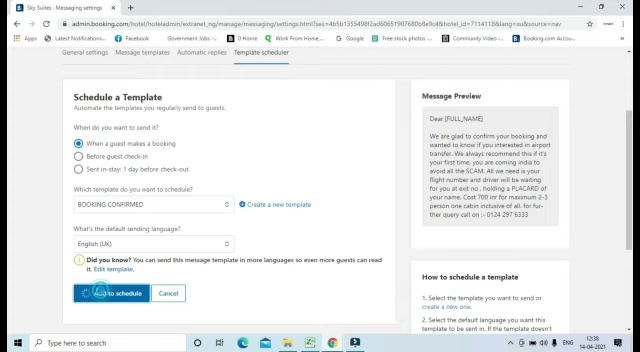 Sky Suites · Messaging settings
admin.booking.com/hotel/hoteladmin/extranet_ng/manage/messaging/settings.html?ses=4b5b1355498f2ad60651907680b8a9c4&hotel_id=7114118&lang=xu&source=nav
Apps Latest Notifications... Facebook Government Jobs -... 0 Home Work From Home,... Google Free stock photos -... Community Video -... Booking.com Accou...
General settings Message templates Automatic replies Template scheduler
Schedule a Template
Automate the templates you regularly send to guests.
When do you want to send it?
When a guest makes a booking
Before guest check-in
Sent in-stay: 1 day before check-out
Which template do you want to schedule?
BOOKING CONFIRMED
Create a new template
What's the default sending language?
English (UK)
Did you know? You can send this message template in more languages so even more guests can read
it. Edit template.
to schedule Cancel
Message Preview
Dear {FULL_NAME}
We are glad to confirm your booking and
wanted to know if you interested in airport
transfer. We always recommend this if it's
your first time, you are coming india to
avoid all the SCAM. All we need is your
flight number and driver will be waiting
for you at exit no . holding a PLACARD of
your name. Cost 700 inr for maximum 2-3
person one cabin inclusive of all. for fur-
ther query call on :- 0124 297 6333
How to schedule a template
1. Select the template you want to send or
create a new one.
2. Select the default language you want this
template to be sent in. If the template doesn't
Type here to search
ENG
12:38
14-04-2021